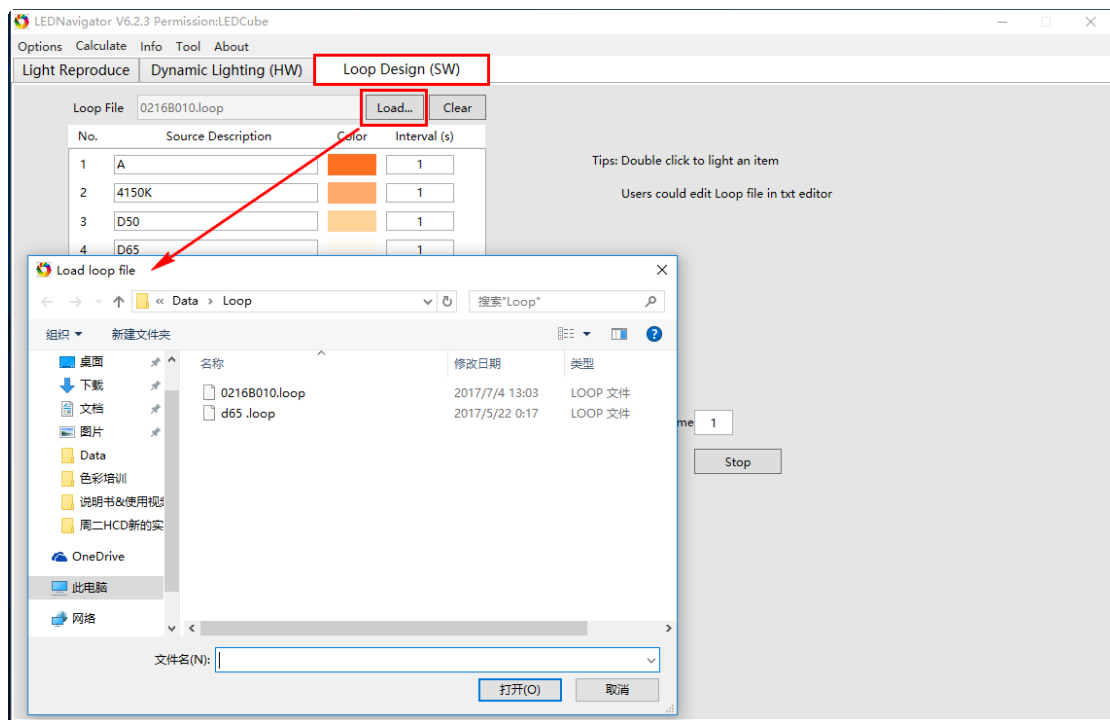 LEDNavigator V6.2.3 Permission:LEDCube
Options Calculate Info Tool About
Light Reproduce Dynamic Lighting (HW) Loop Design (SW)
Loop File 0216B010.loop Load... Clear
No. Source Description Color Interval (s)
1 A 1
2 4150K 1
3 D50 1
4 D65 1
Tips: Double click to light an item
Users could edit Loop file in txt editor
Load loop file
« Data › Loop
搜索"Loop"
组织 新建文件夹
名称 修改日期 类型
0216B010.loop 2017/7/4 13:03 LOOP 文件
d65 .loop 2017/5/22 0:17 LOOP 文件
桌面
下载
文档
图片
Data
色彩培训
说明书&使用视
周二HCD新的实
OneDrive
此电脑
网络
文件名(N):
打开(O) 取消
me 1
Stop